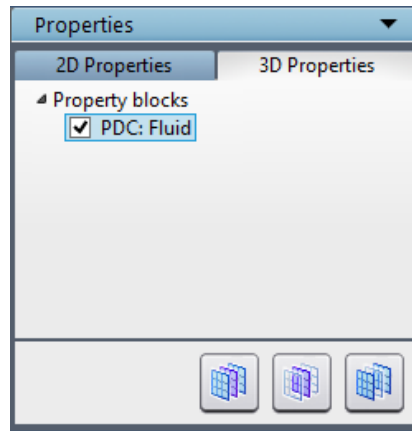 Properties
2D Properties
3D Properties
Property blocks
PDC: Fluid